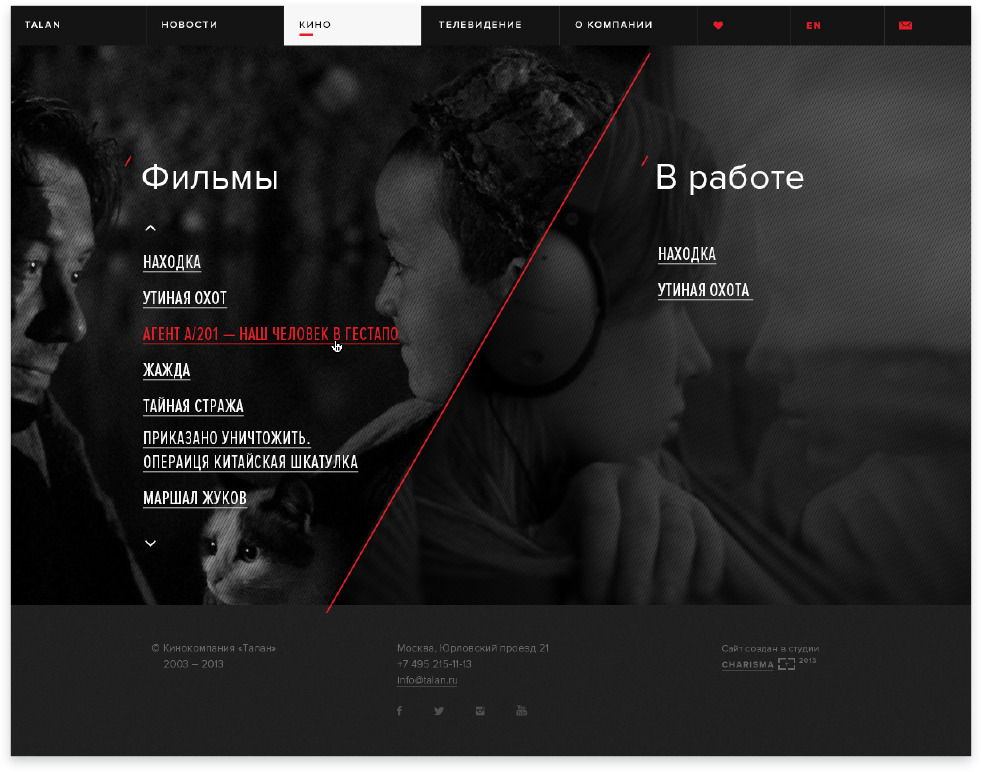 TALAN
НОВОСТИ
КИНО
ТЕЛЕВИДЕНИЕ
О КОМПАНИИ
EN
Фильмы
НАХОДКА
УТИНАЯ ОХОТ
АГЕНТ А/201 — НАШ ЧЕЛОВЕК В ГЕСТАПО
ЖАЖДА
ТАЙНАЯ СТРАЖА
ПРИКАЗАНО УНИЧТОЖИТЬ.
ОПЕРАИЦЯ КИТАЙСКАЯ ШКАТУЛКА
МАРШАЛ ЖУКОВ
В работе
НАХОДКА
УТИНАЯ ОХОТА
© Кинокомпания «Талан»
2003 – 2013
Москва, Юрловский проезд 21
+7 495 215-11-13
info@talan.ru
Сайт создан в студии
CHARISMA 2013